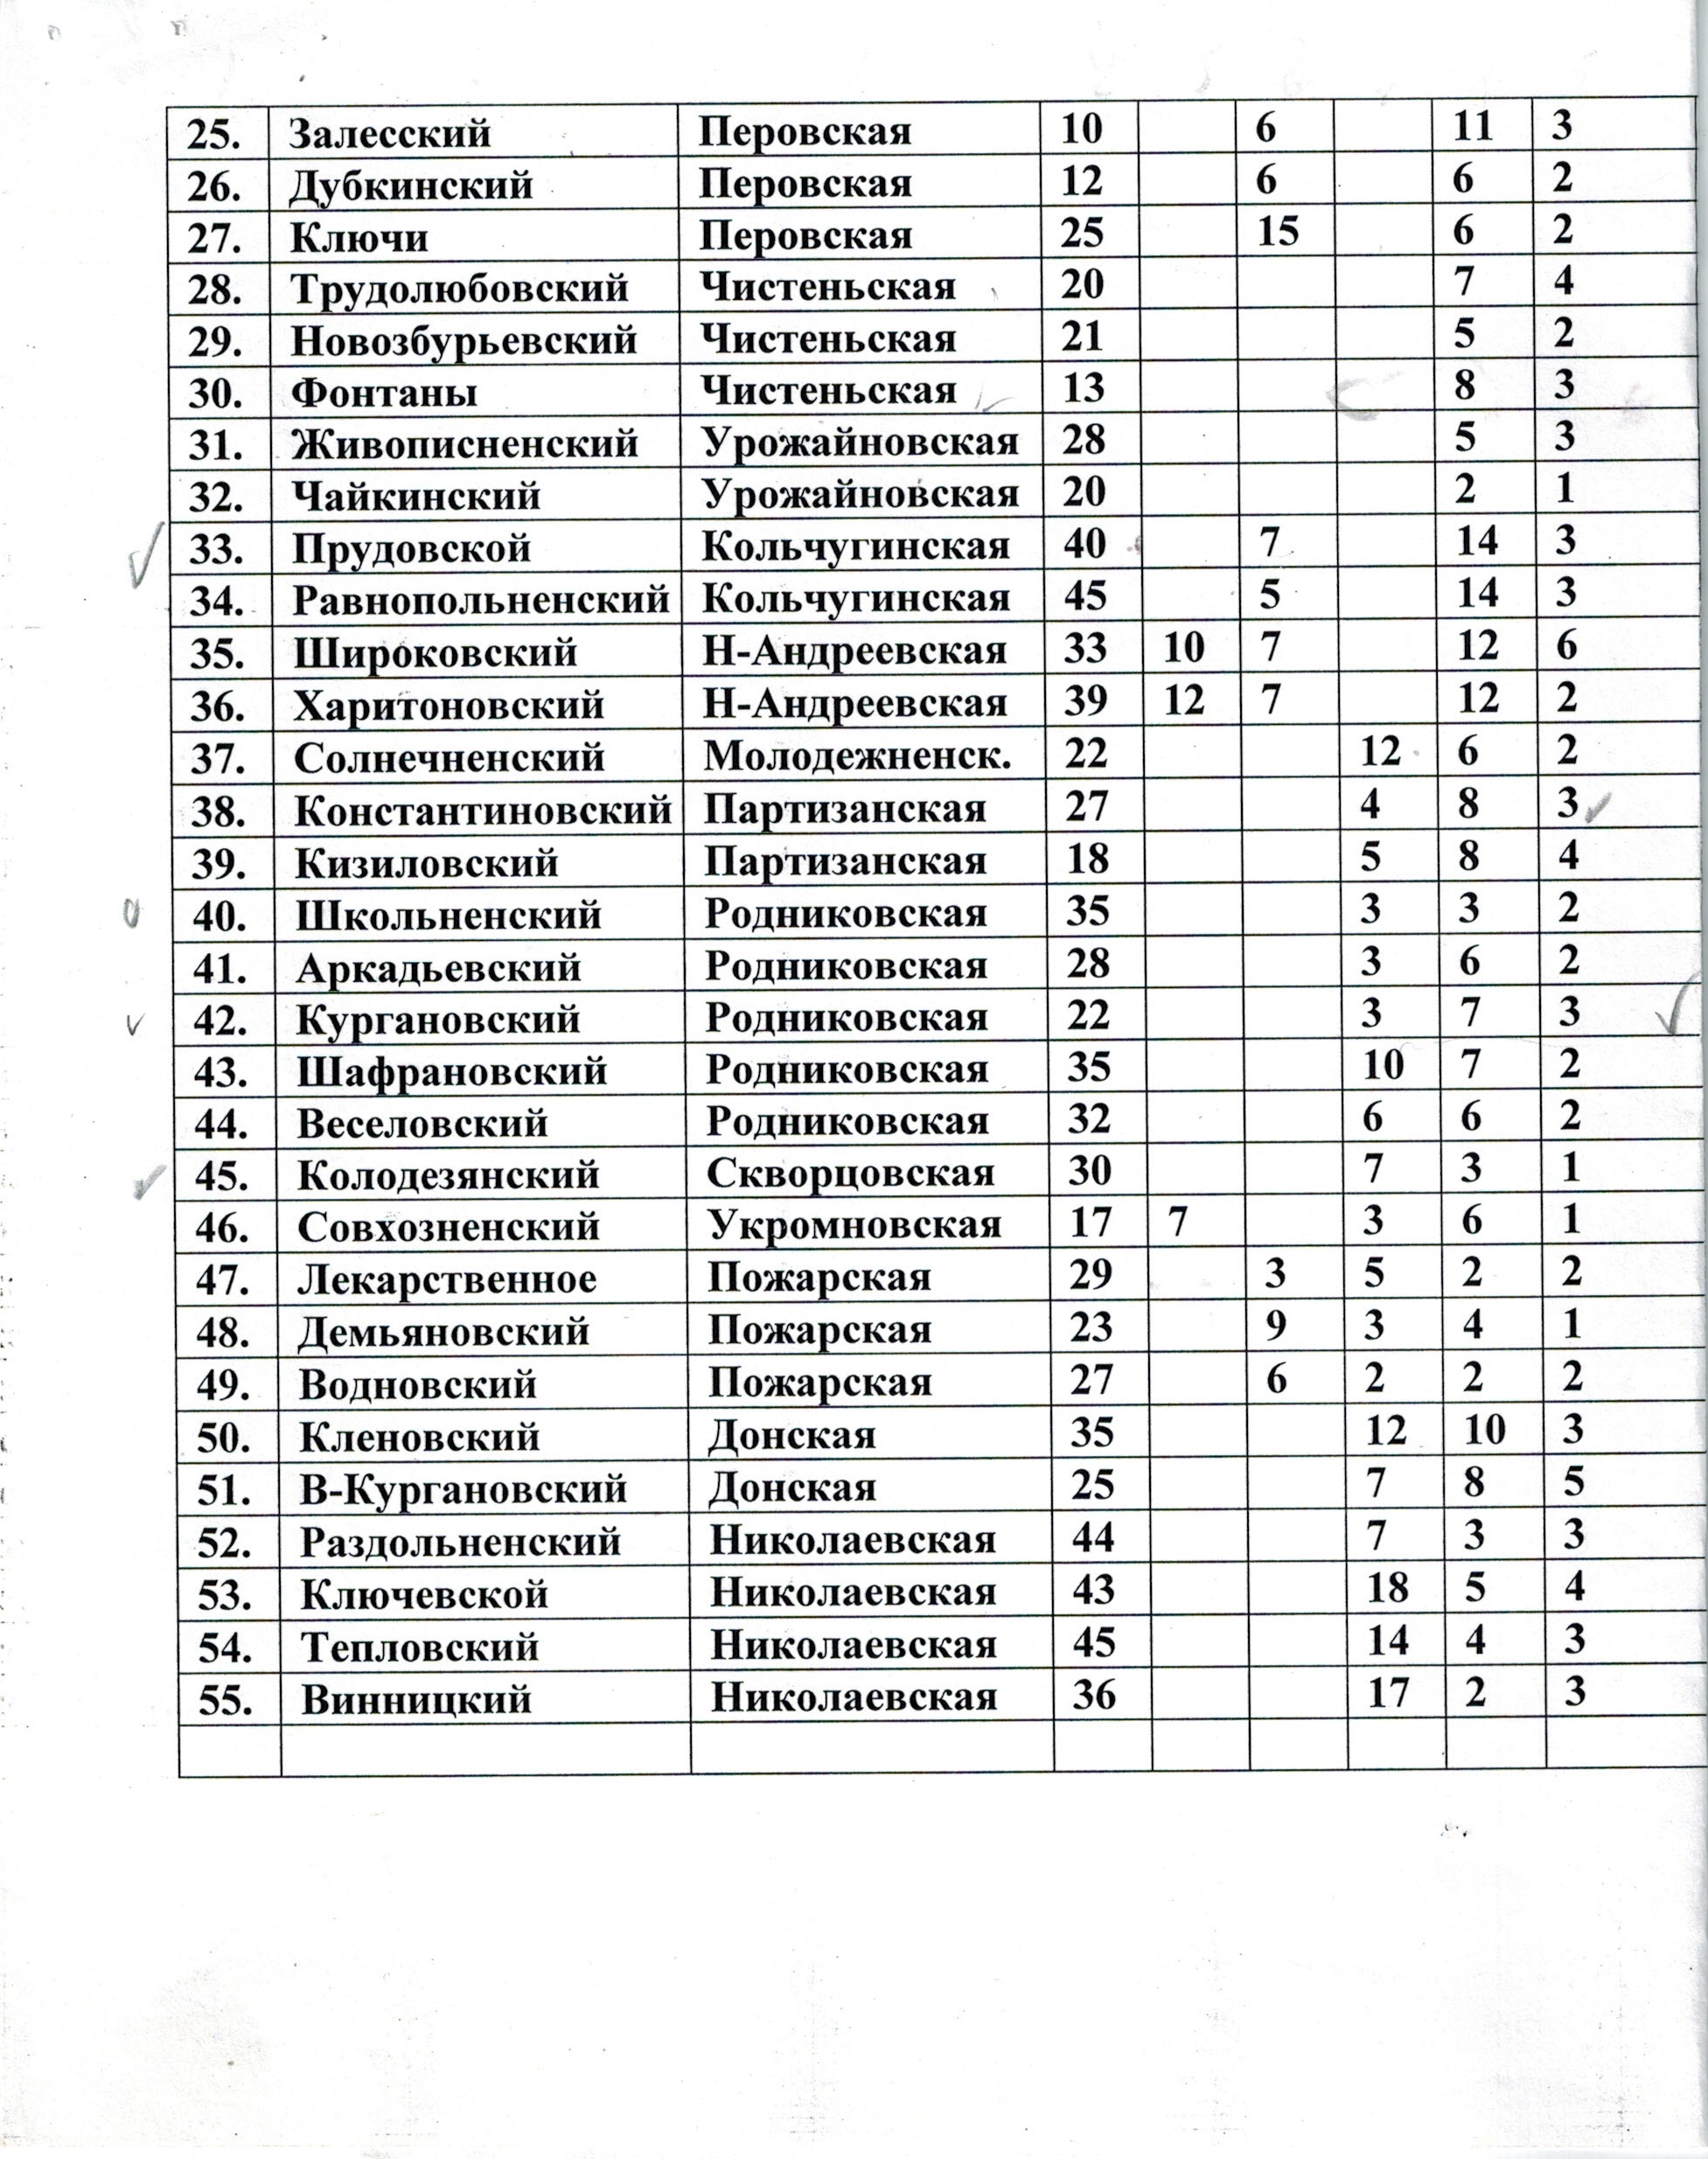 25. Залесский Перовская 10 6 11 3
26. Дубкинский Перовская 12 6 6 2
27. Ключи Перовская 25 15 6 2
28. Трудолюбовский Чистеньская 20 7 4
29. Новозбурьевский Чистеньская 21 5 2
30. Фонтаны Чистеньская 13 8 3
31. Живописненский Урожайновская 28 5 3
32. Чайкинский Урожайновская 20 2 1
33. Прудовской Кольчугинская 40 7 14 3
34. Равнопольненский Кольчугинская 45 5 14 3
35. Широковский Н-Андреевская 33 10 7 12 6
36. Харитоновский Н-Андреевская 39 12 7 12 2
37. Солнечненский Молодежненск. 22 12 6 2
38. Константиновский Партизанская 27 4 8 3
39. Кизиловский Партизанская 18 5 8 4
40. Школьненский Родниковская 35 3 3 2
41. Аркадьевский Родниковская 28 3 6 2
42. Кургановский Родниковская 22 3 7 3
43. Шафрановский Родниковская 35 10 7 2
44. Веселовский Родниковская 32 6 6 2
45. Колодезянский Скворцовская 30 7 3 1
46. Совхозненский Укромновская 17 7 3 6 1
47. Лекарственное Пожарская 29 3 5 2 2
48. Демьяновский Пожарская 23 9 3 4 1
49. Водновский Пожарская 27 6 2 2 2
50. Кленовский Донская 35 12 10 3
51. В-Кургановский Донская 25 7 8 5
52. Раздольненский Николаевская 44 7 3 3
53. Ключевской Николаевская 43 18 5 4
54. Тепловский Николаевская 45 14 4 3
55. Винницкий Николаевская 36 17 2 3